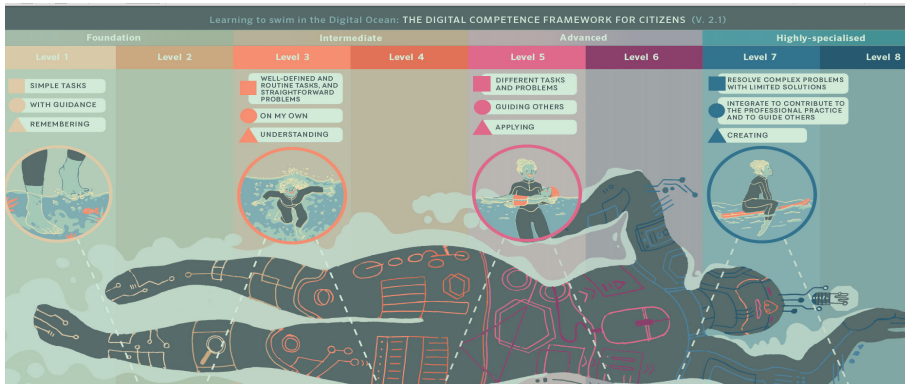 Learning to swim in the Digital Ocean: THE DIGITAL COMPETENCE FRAMEWORK FOR CITIZENS (V. 2.1)
Foundation
Intermediate
Advanced
Highly-specialised
Level 1
Level 2
Level 3
Level 4
Level 5
Level 6
Level 7
Level 8
SIMPLE TASKS
WITH GUIDANCE
REMEMBERING
WELL-DEFINED AND
ROUTINE TASKS, AND
STRAIGHTFORWARD
PROBLEMS
ON MY OWN
UNDERSTANDING
DIFFERENT TASKS
AND PROBLEMS
GUIDING OTHERS
APPLYING
RESOLVE COMPLEX PROBLEMS
WITH LIMITED SOLUTIONS
INTEGRATE TO CONTRIBUTE TO
THE PROFESSIONAL PRACTICE
AND TO GUIDE OTHERS
CREATING